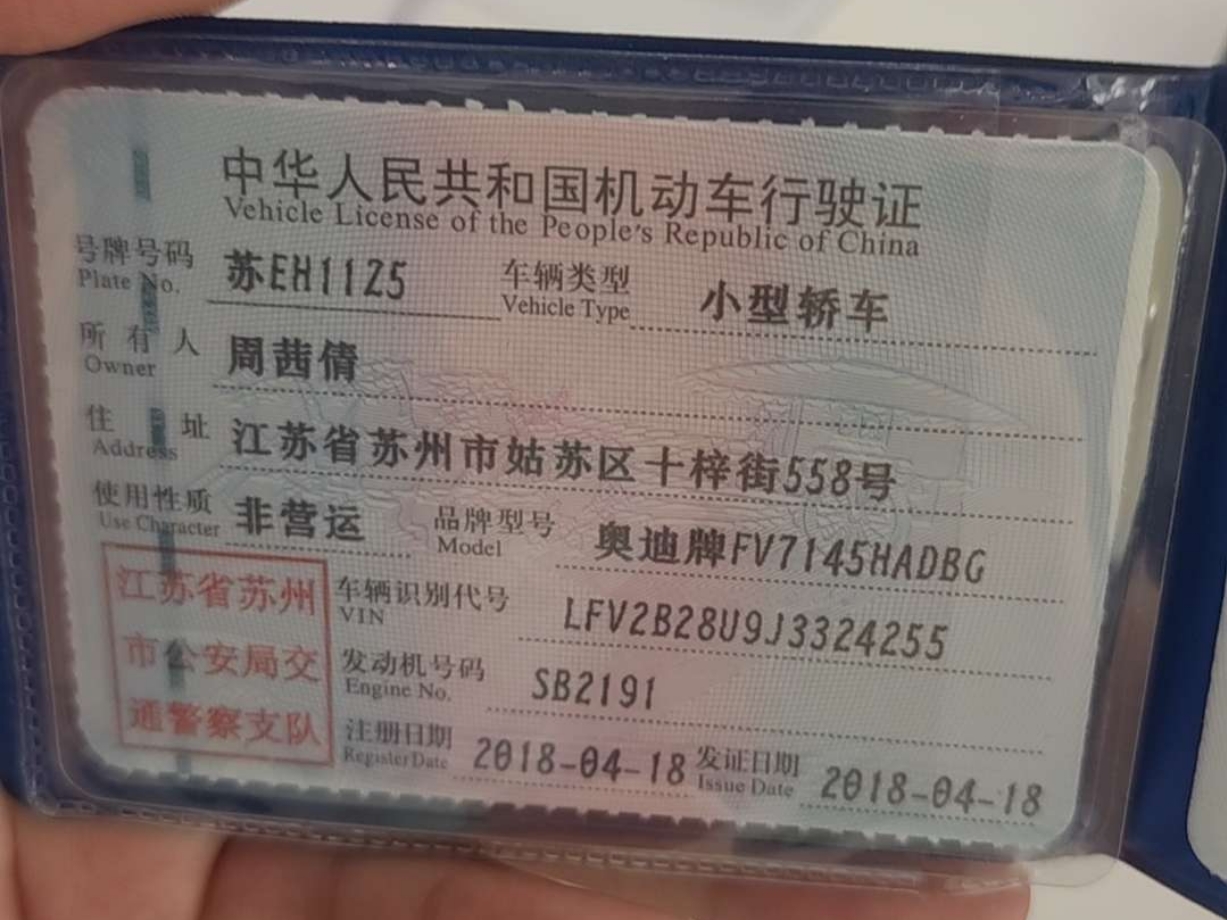 中华人民共和国机动车行驶证
Vehicle License of the People's Republic of China
号牌号码 苏EH1125 车辆类型 小型轿车
Plate No. Vehicle Type
所有人 周茜倩
Owner
住址 江苏省苏州市姑苏区十梓街558号
Address
使用性质 非营运 品牌型号 奥迪牌FV7145HADBG
Use Character Model
江苏省苏州
市公安局交
通警察支队
车辆识别代号 LFV2B28U9J3324255
VIN
发动机号码 SB2191
Engine No.
注册日期 2018-04-18 发证日期 2018-04-18
Register Date Issue Date